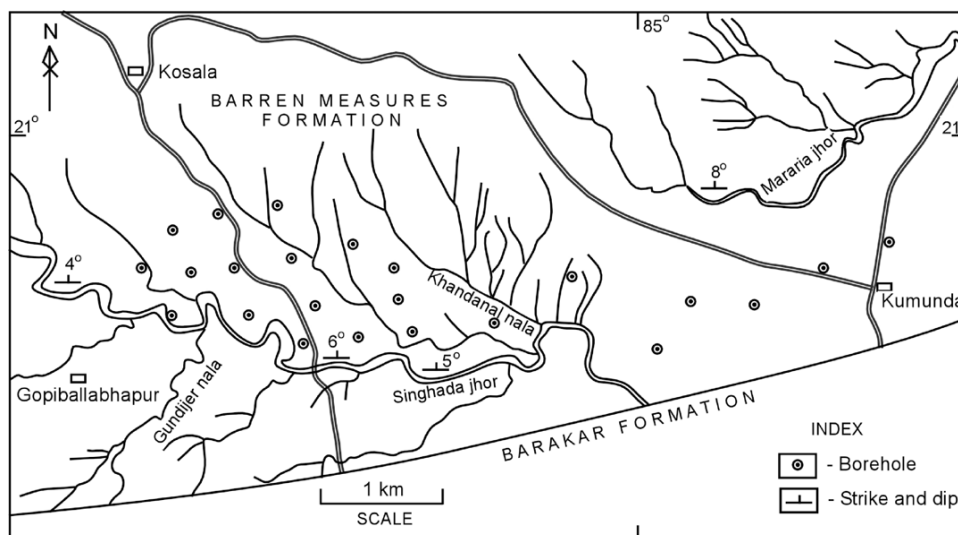 85°
N
Kosala
BARREN MEASURES
FORMATION
21°
21
8°
Mararia jhor
4°
Khandanal nala
Kumunda
6°
5°
Gopiballabhapur
Gundijer nala
Singhada jhor
BARAKAR FORMATION
INDEX
- Borehole
1 km
SCALE
- Strike and dip